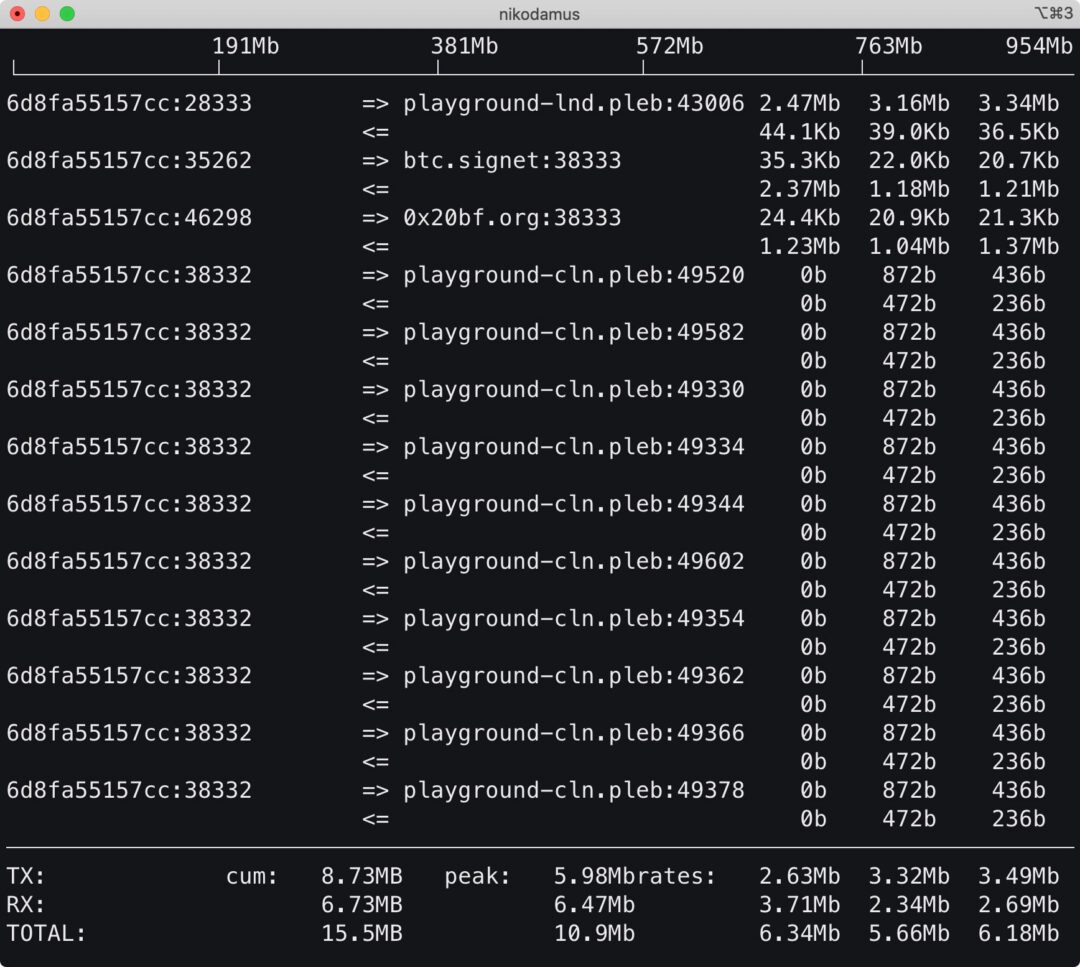 nikodamus ⌥⌘3
191Mb 381Mb 572Mb 763Mb 954Mb
6d8fa55157cc:28333 => playground-lnd.pleb:43006 2.47Mb 3.16Mb 3.34Mb
<= 44.1Kb 39.0Kb 36.5Kb
6d8fa55157cc:35262 => btc.signet:38333 35.3Kb 22.0Kb 20.7Kb
<= 2.37Mb 1.18Mb 1.21Mb
6d8fa55157cc:46298 => 0x20bf.org:38333 24.4Kb 20.9Kb 21.3Kb
<= 1.23Mb 1.04Mb 1.37Mb
6d8fa55157cc:38332 => playground-cln.pleb:49520 0b 872b 436b
<= 0b 472b 236b
6d8fa55157cc:38332 => playground-cln.pleb:49582 0b 872b 436b
<= 0b 472b 236b
6d8fa55157cc:38332 => playground-cln.pleb:49330 0b 872b 436b
<= 0b 472b 236b
6d8fa55157cc:38332 => playground-cln.pleb:49334 0b 872b 436b
<= 0b 472b 236b
6d8fa55157cc:38332 => playground-cln.pleb:49344 0b 872b 436b
<= 0b 472b 236b
6d8fa55157cc:38332 => playground-cln.pleb:49602 0b 872b 436b
<= 0b 472b 236b
6d8fa55157cc:38332 => playground-cln.pleb:49354 0b 872b 436b
<= 0b 472b 236b
6d8fa55157cc:38332 => playground-cln.pleb:49362 0b 872b 436b
<= 0b 472b 236b
6d8fa55157cc:38332 => playground-cln.pleb:49366 0b 872b 436b
<= 0b 472b 236b
6d8fa55157cc:38332 => playground-cln.pleb:49378 0b 872b 436b
<= 0b 472b 236b
TX: cum: 8.73MB peak: 5.98Mbrates: 2.63Mb 3.32Mb 3.49Mb
RX: 6.73MB 6.47Mb 3.71Mb 2.34Mb 2.69Mb
TOTAL: 15.5MB 10.9Mb 6.34Mb 5.66Mb 6.18Mb